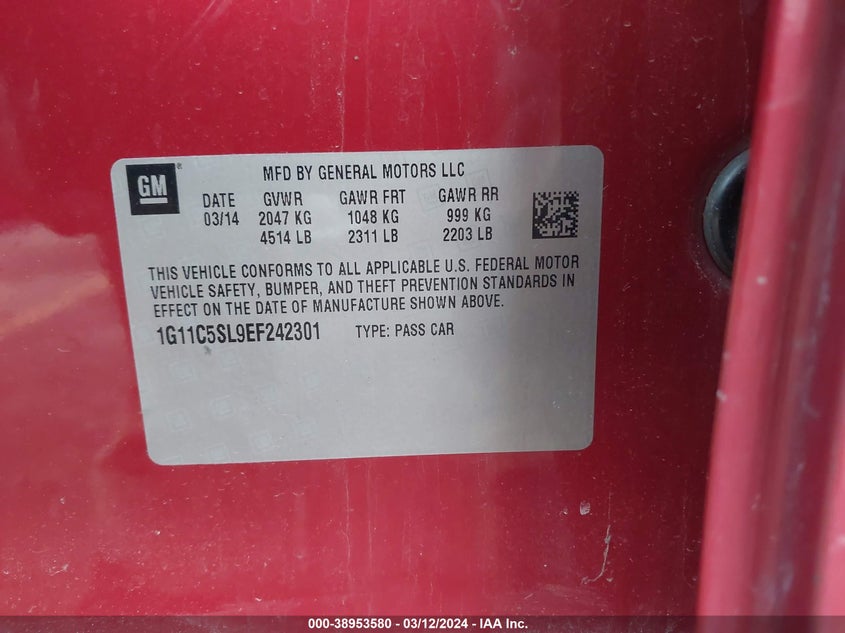 GM ® MFD BY GENERAL MOTORS LLC
DATE GVWR GAWR FRT GAWR RR
03/14 2047 KG 1048 KG 999 KG
4514 LB 2311 LB 2203 LB
THIS VEHICLE CONFORMS TO ALL APPLICABLE U.S. FEDERAL MOTOR
VEHICLE SAFETY, BUMPER, AND THEFT PREVENTION STANDARDS IN
EFFECT ON THE DATE OF MANUFACTURE SHOWN ABOVE.
1G11C5SL9EF242301 TYPE: PASS CAR
000-38953580 - 03/12/2024 - IAA Inc.